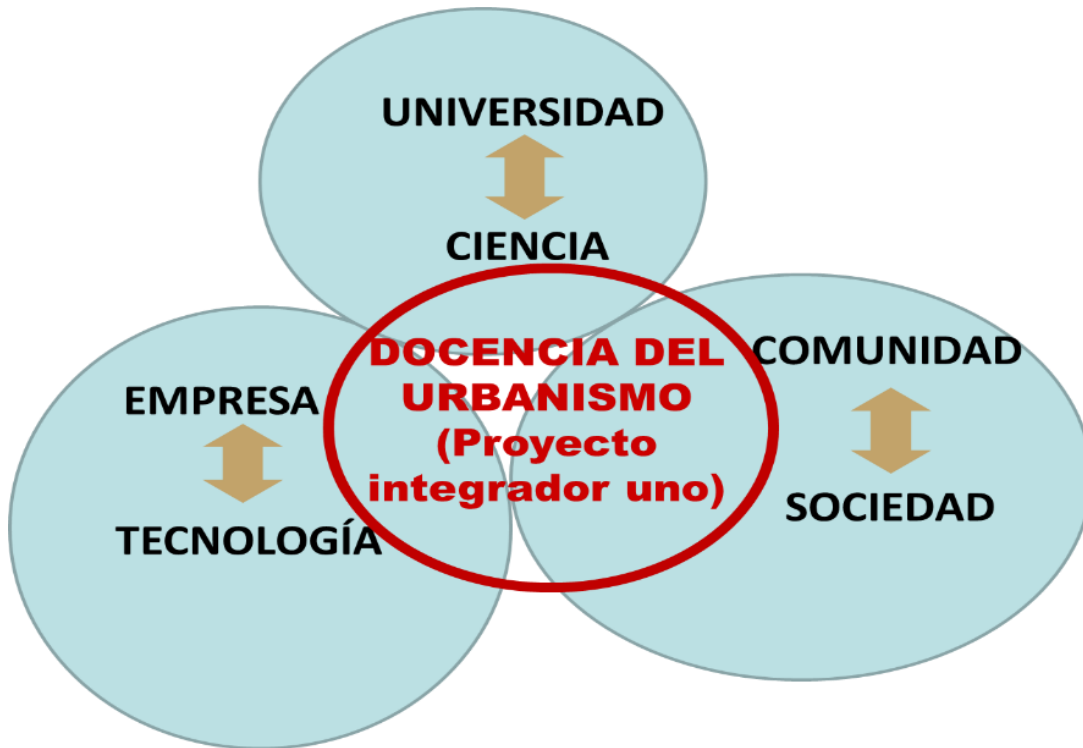 UNIVERSIDAD
CIENCIA
DOCENCIA DEL
URBANISMO
(Proyecto
integrador uno)
EMPRESA
TECNOLOGÍA
COMUNIDAD
SOCIEDAD